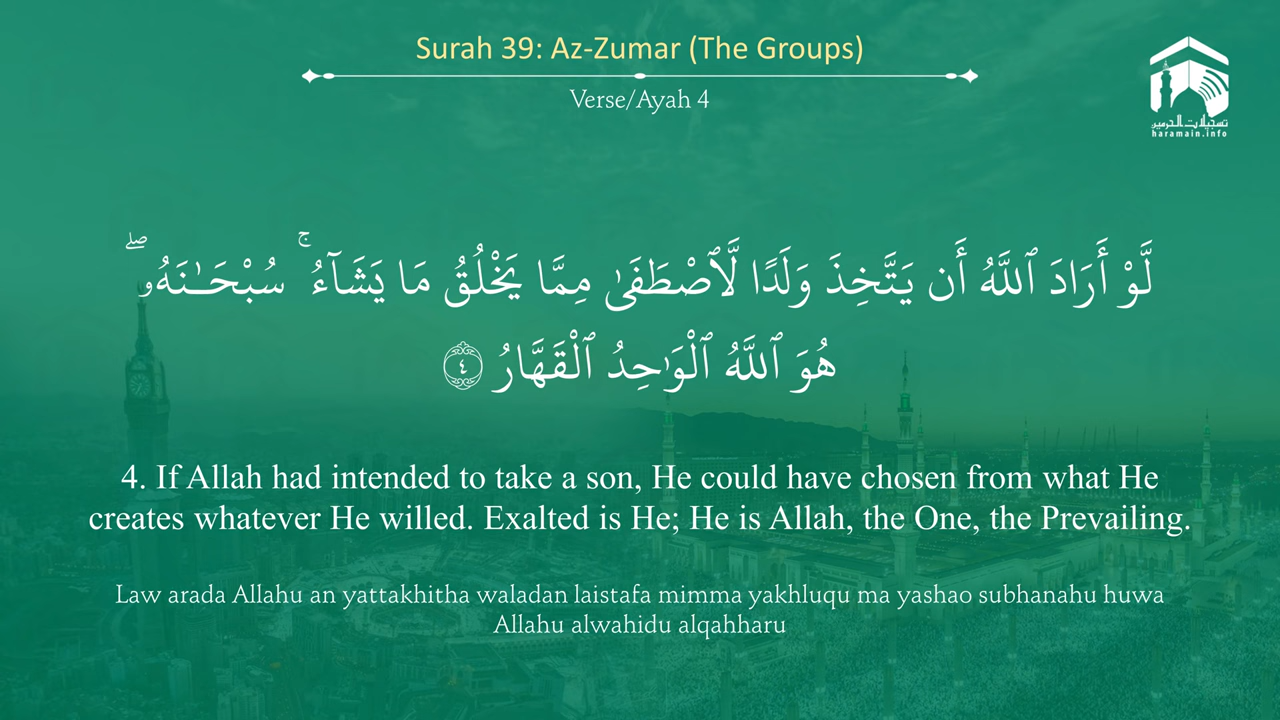 Surah 39: Az-Zumar (The Groups)
Verse/Ayah 4
تسجيلات الحرمين
haramain.info
لَّوْ أَرَادَ ٱللَّهُ أَن يَتَّخِذَ وَلَدًا لَّٱصْطَفَىٰ مِمَّا يَخْلُقُ مَا يَشَآءُ ۚ سُبْحَـٰنَهُۥ ۖ
هُوَ ٱللَّهُ ٱلْوَٰحِدُ ٱلْقَهَّارُ ٤
4. If Allah had intended to take a son, He could have chosen from what He
creates whatever He willed. Exalted is He; He is Allah, the One, the Prevailing.
Law arada Allahu an yattakhitha waladan laistafa mimma yakhluqu ma yashao subhanahu huwa
Allahu alwahidu alqahharu